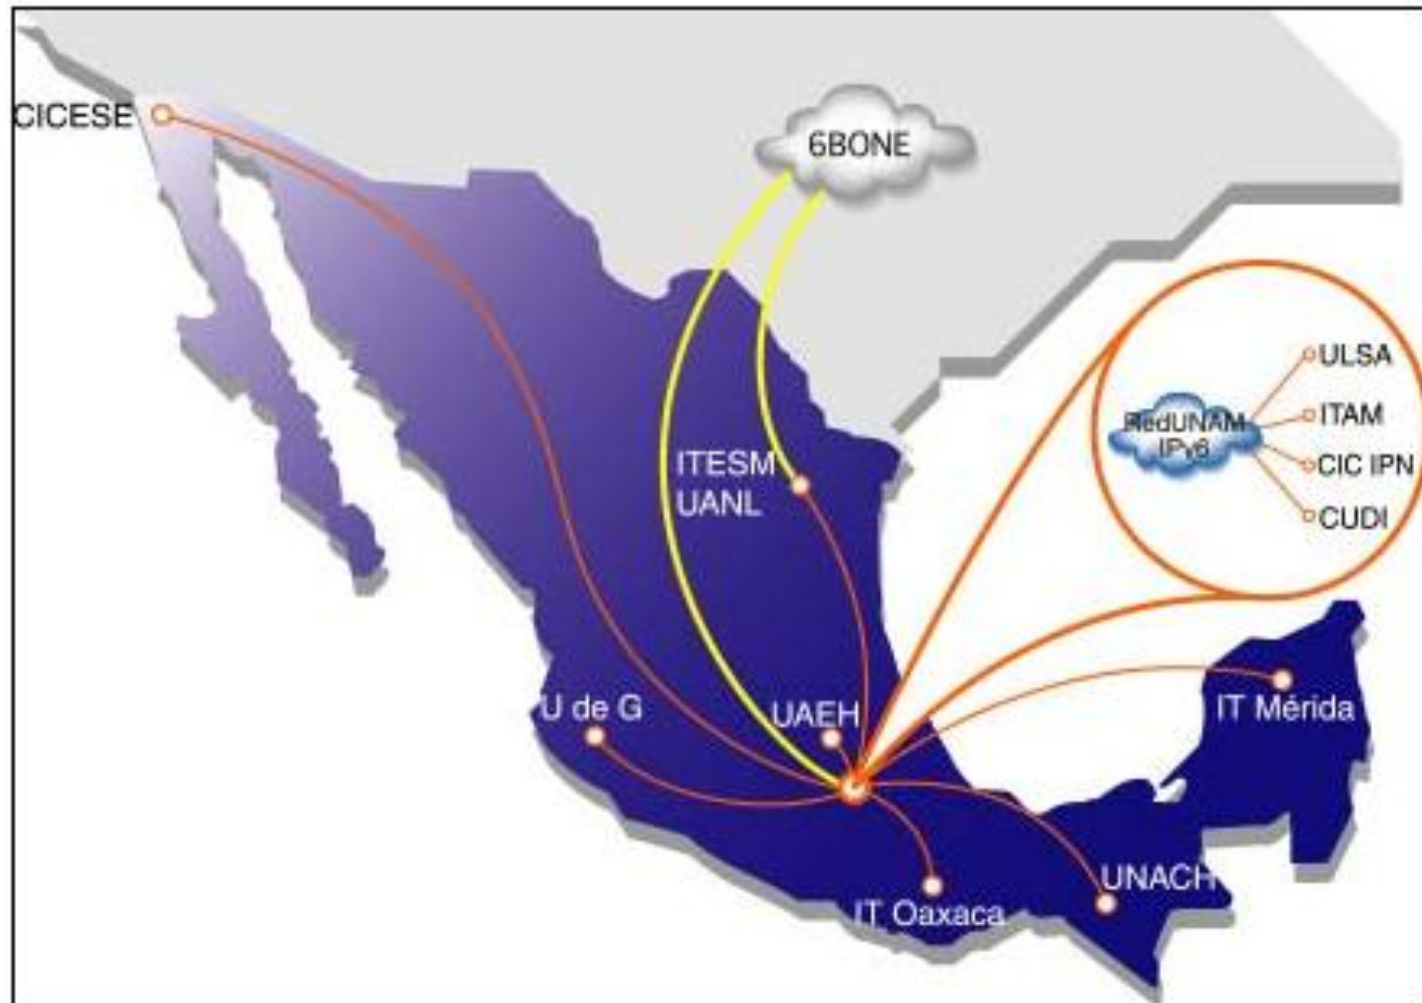 CICESE
6BONE
ULSA
RedUNAM
IPv6
ITAM
CIC IPN
CUDI
ITESM
UANL
U de G
UAEH
IT Mérida
UNACH
IT Oaxaca